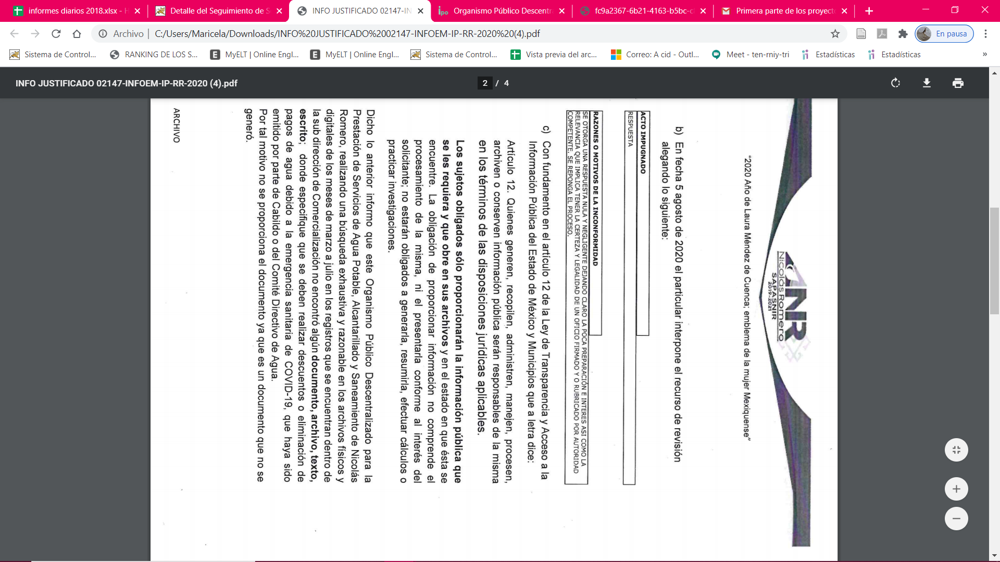 informes diarios 2018.xlsx - H
Detalle del Seguimiento de S
INFO JUSTIFICADO 02147-IN
Organismo Público Descentr
fc9a2367-6b21-4163-b5bc-c
Primera parte de los proyect
Archivo
C:/Users/Maricela/Downloads/INFO%20JUSTIFICADO%2002147-INFOEM-IP-RR-2020%20(4).pdf
En pausa
Sistema de Control...
RANKING DE LOS S...
MyELT | Online Engl...
MyELT | Online Engl...
Sistema de Control...
Vista previa del arc...
Correo: A cid - Outl...
Meet - ten-rniy-tri
Estadísticas
Estadísticas
INFO JUSTIFICADO 02147-INFOEM-IP-RR-2020 (4).pdf
2 / 4
NR
Nicolás Romero
SAPASNIR
2019-2021
"2020 Año de Laura Méndez de Cuenca; emblema de la mujer Mexiquense"
b) En fecha 5 agosto de 2020 el particular interpone el recurso de revisión
alegando lo siguiente:
ACTO IMPUGNADO
RESPUESTA
RAZONES O MOTIVOS DE LA INCONFORMIDAD
SE OTORGA UNA RESPUESTA NULA Y NEGLIGENTE DEJANDO CLARO LA POCA PREPARACIÓN E INTERES ASI COMO LA
RELEVANCIA QUE IMPLICA TENER LA CERTEZA Y LEGALIDAD DE UN OFICIO FIRMADO Y O RUBRICADO POR AUTORIDAD
COMPETENTE. SE REPONGA EL PROCESO.
c) Con fundamento en el artículo 12 de la Ley de Transparencia y Acceso a la
Información Pública del Estado de México y Municipios que a letra dice:
Artículo 12. Quienes generen, recopilen, administren, manejen, procesen,
archiven o conserven información pública serán responsables de la misma
en los términos de las disposiciones jurídicas aplicables.
Los sujetos obligados sólo proporcionarán la información pública que
se les requiera y que obre en sus archivos y en el estado en que ésta se
encuentre. La obligación de proporcionar información no comprende el
procesamiento de la misma, ni el presentarla conforme al interés del
solicitante; no estarán obligados a generarla, resumirla, efectuar cálculos o
practicar investigaciones.
Dicho lo anterior informo que este Organismo Público Descentralizado para la
Prestación de Servicios de Agua Potable, Alcantarillado y Saneamiento de Nicolás
Romero, realizando una búsqueda exhaustiva y razonable en los archivos físicos y
digitales de los meses de marzo a julio en los registros que se encuentran dentro de
la sub dirección de Comercialización no encontró algún documento, archivo, texto,
escrito; donde especifique que se deben realizar descuentos o eliminación de
pagos de agua debido a la emergencia sanitaria de COVID-19, que haya sido
emitido por parte de Cabildo o del Comité Directivo de Agua.
Por tal motivo no se proporciona el documento ya que es un documento que no se
generó.
ARCHIVO